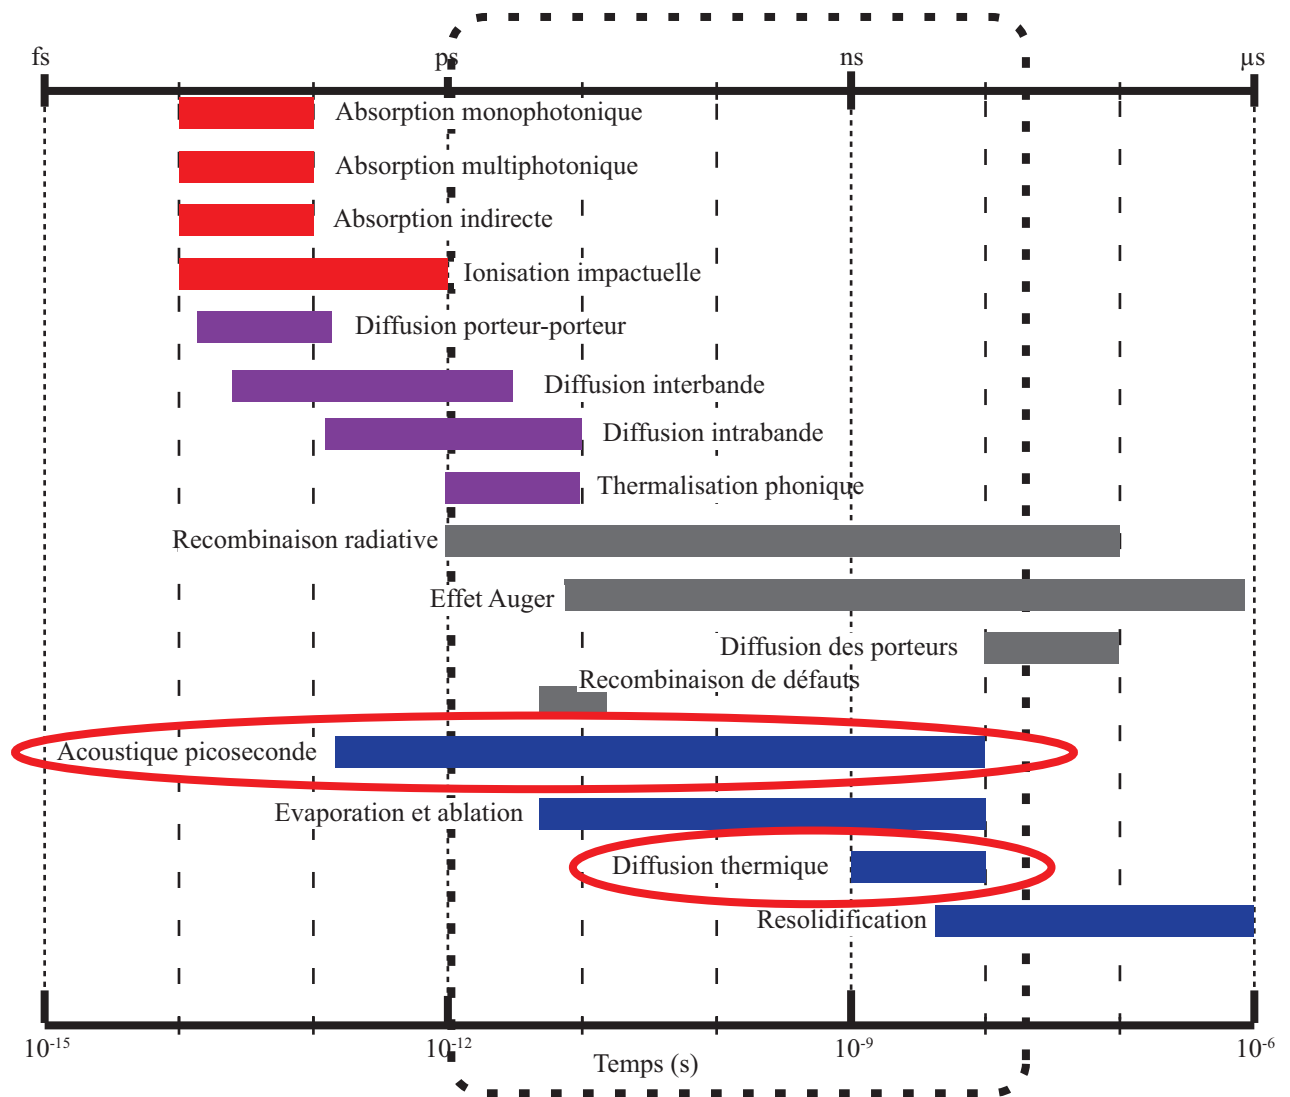 fs ps ns µs
Absorption monophotonique
Absorption multiphotonique
Absorption indirecte
Ionisation impactuelle
Diffusion porteur-porteur
Diffusion interbande
Diffusion intrabande
Thermalisation phonique
Recombinaison radiative
Effet Auger
Diffusion des porteurs
Recombinaison de défauts
Acoustique picoseconde
Evaporation et ablation
Diffusion thermique
Resolidification
10⁻¹⁵ 10⁻¹² 10⁻⁹ 10⁻⁶
Temps (s)